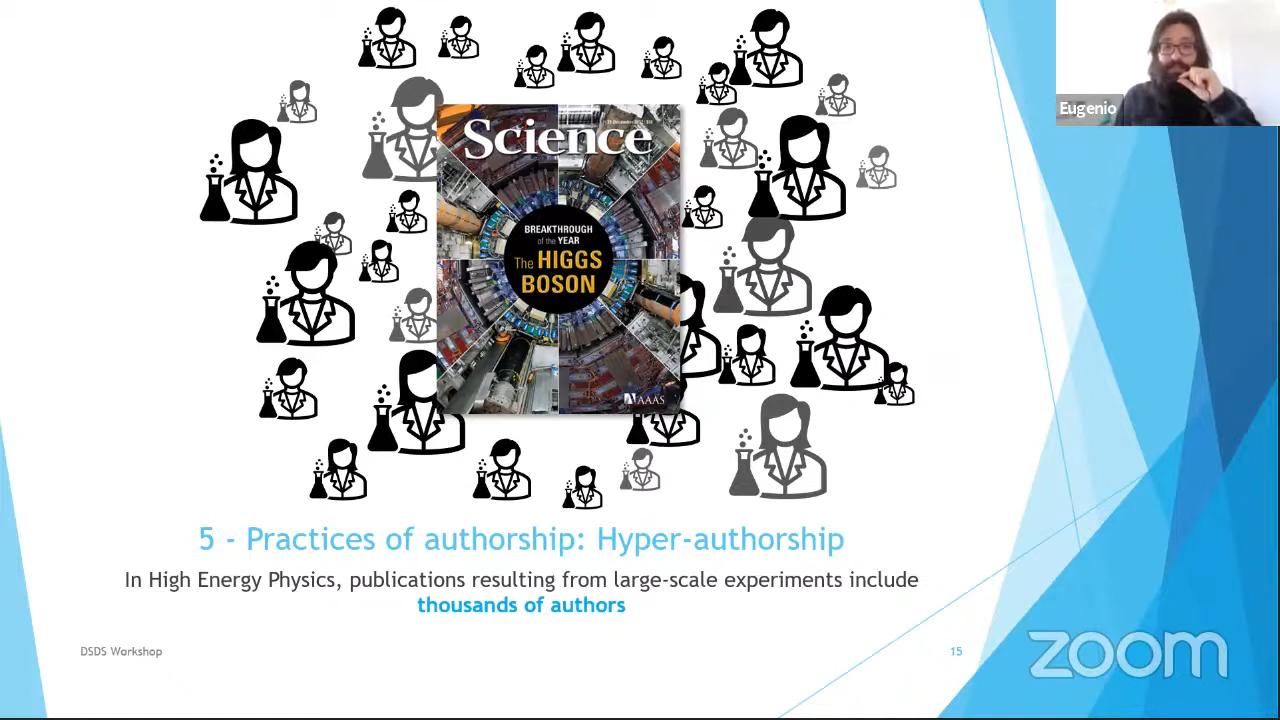 Eugenio
Science
BREAKTHROUGH
of the YEAR
The HIGGS
BOSON
AAAS
5 - Practices of authorship: Hyper-authorship
In High Energy Physics, publications resulting from large-scale experiments include
thousands of authors
DSDS Workshop
15
zoom